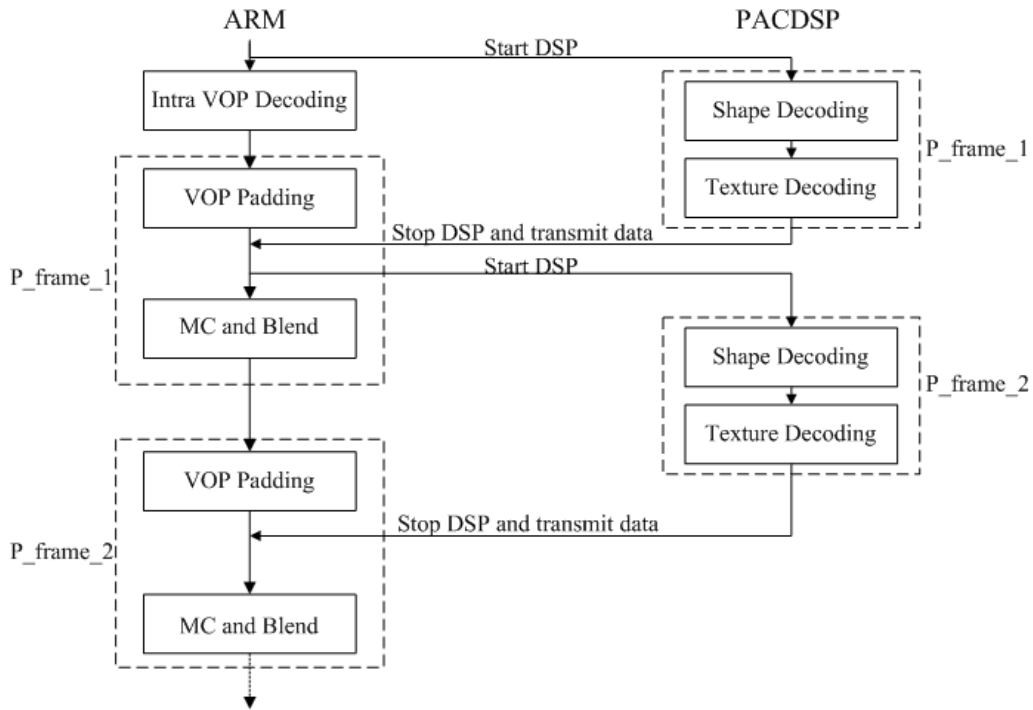 ARM
PACDSP
Start DSP
Intra VOP Decoding
Shape Decoding
P_frame_1
VOP Padding
Texture Decoding
Stop DSP and transmit data
Start DSP
P_frame_1
MC and Blend
Shape Decoding
P_frame_2
Texture Decoding
VOP Padding
Stop DSP and transmit data
P_frame_2
MC and Blend